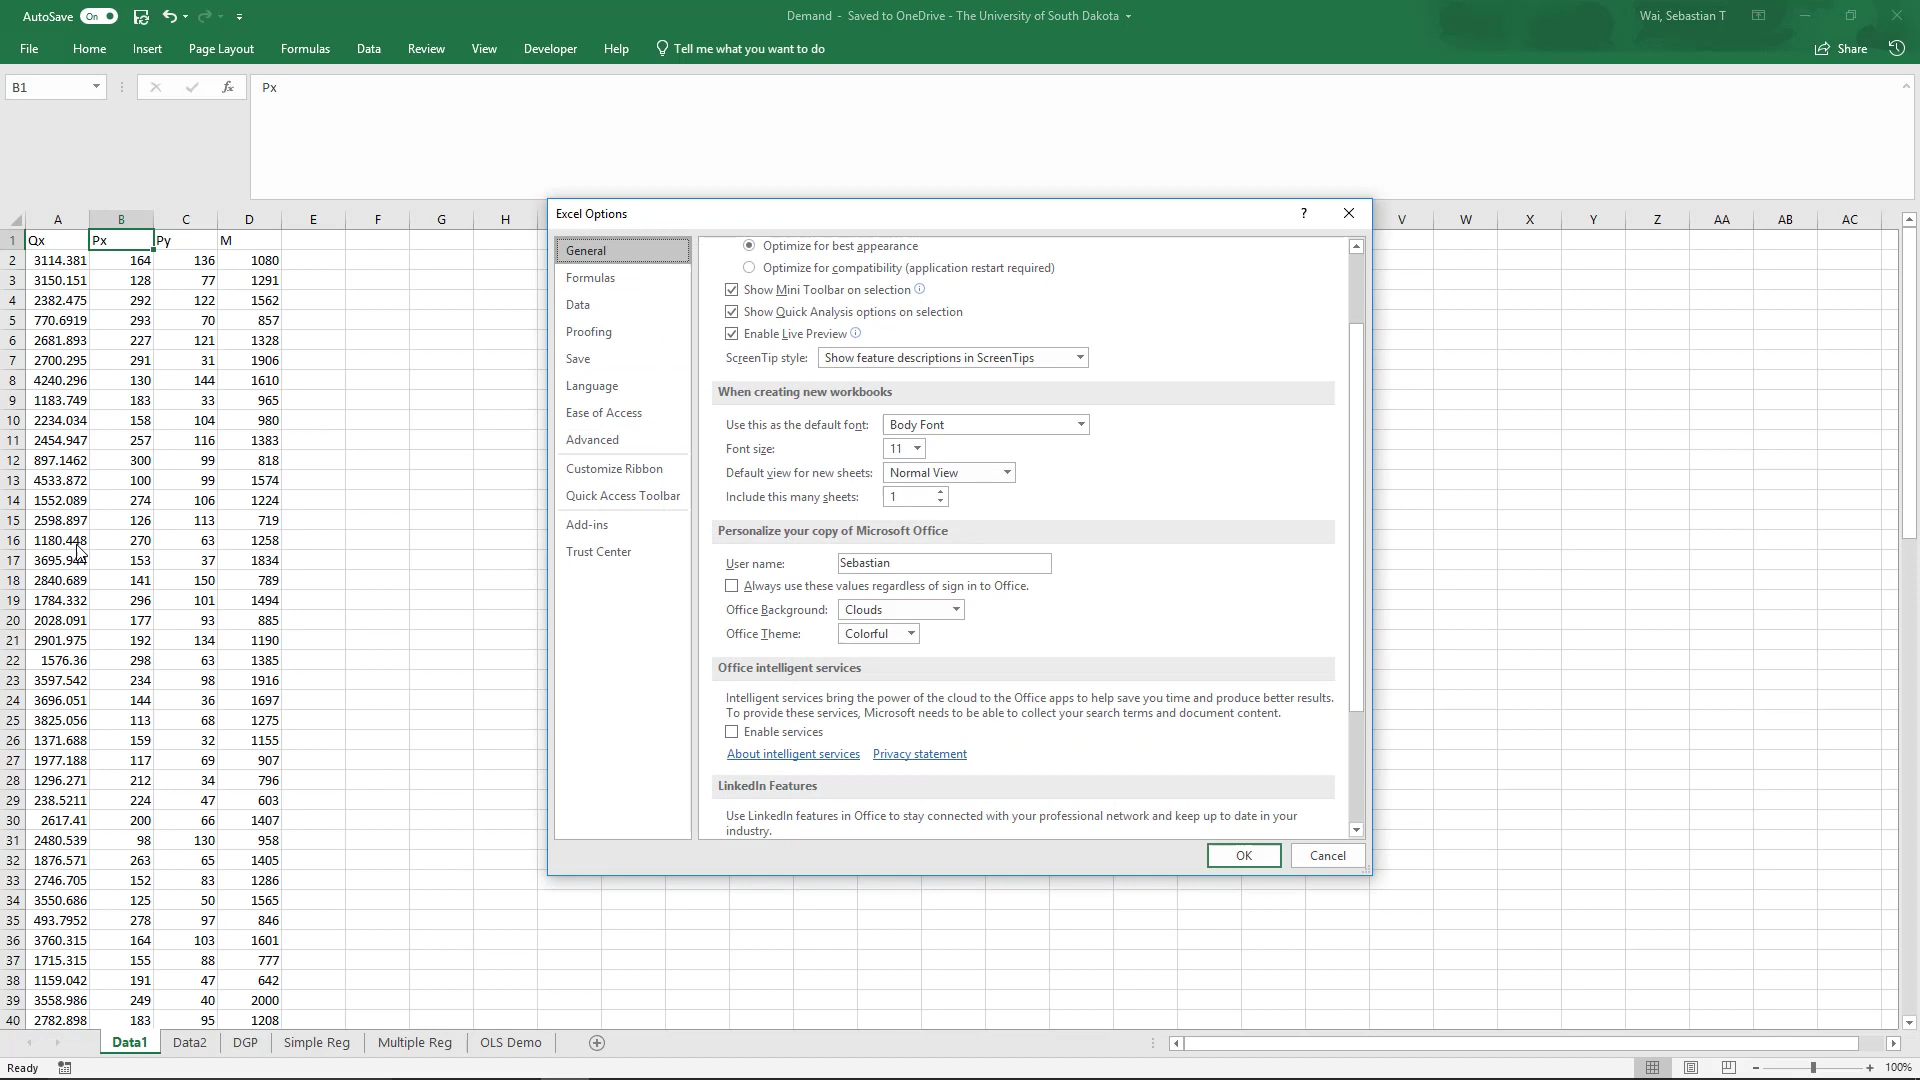 AutoSave On Demand - Saved to OneDrive - The University of South Dakota Wai, Sebastian T
File Home Insert Page Layout Formulas Data Review View Developer Help Tell me what you want to do Share
B1 fx Px
A B C D E F G H V W X Y Z AA AB AC
1 Qx Px Py M
2 3114.381 164 136 1080
3 3150.151 128 77 1291
4 2382.475 292 122 1562
5 770.6919 293 70 857
6 2681.893 227 121 1328
7 2700.295 291 31 1906
8 4240.296 130 144 1610
9 1183.749 183 33 965
10 2234.034 158 104 980
11 2454.947 257 116 1383
12 897.1462 300 99 818
13 4533.872 100 99 1574
14 1552.089 274 106 1224
15 2598.897 126 113 719
16 1180.448 270 63 1258
17 3695.944 153 37 1834
18 2840.689 141 150 789
19 1784.332 296 101 1494
20 2028.091 177 93 885
21 2901.975 192 134 1190
22 1576.36 298 63 1385
23 3597.542 234 98 1916
24 3696.051 144 36 1697
25 3825.056 113 68 1275
26 1371.688 159 32 1155
27 1977.188 117 69 907
28 1296.271 212 34 796
29 238.5211 224 47 603
30 2617.41 200 66 1407
31 2480.539 98 130 958
32 1876.571 263 65 1405
33 2746.705 152 83 1286
34 3550.686 125 50 1565
35 493.7952 278 97 846
36 3760.315 164 103 1601
37 1715.315 155 88 777
38 1159.042 191 47 642
39 3558.986 249 40 2000
40 2782.898 183 95 1208
Excel Options ?
General
Formulas
Data
Proofing
Save
Language
Ease of Access
Advanced
Customize Ribbon
Quick Access Toolbar
Add-ins
Trust Center
Optimize for best appearance
Optimize for compatibility (application restart required)
Show Mini Toolbar on selection
Show Quick Analysis options on selection
Enable Live Preview
ScreenTip style: Show feature descriptions in ScreenTips
When creating new workbooks
Use this as the default font: Body Font
Font size: 11
Default view for new sheets: Normal View
Include this many sheets: 1
Personalize your copy of Microsoft Office
User name: Sebastian
Always use these values regardless of sign in to Office.
Office Background: Clouds
Office Theme: Colorful
Office intelligent services
Intelligent services bring the power of the cloud to the Office apps to help save you time and produce better results.
To provide these services, Microsoft needs to be able to collect your search terms and document content.
Enable services
About intelligent services Privacy statement
LinkedIn Features
Use LinkedIn features in Office to stay connected with your professional network and keep up to date in your
industry.
OK Cancel
Data1 Data2 DGP Simple Reg Multiple Reg OLS Demo
Ready 100%